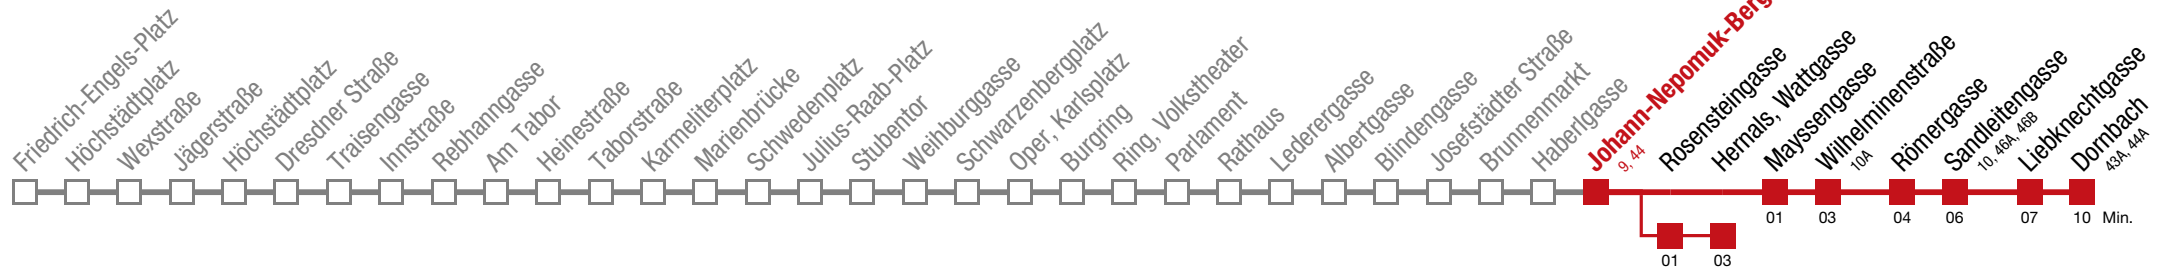 Friedrich-Engels-Platz
Höchstädtplatz
Wexstraße
Jägerstraße
Höchstädtplatz
Dresdner Straße
Traisengasse
Innstraße
Rebhanngasse
Am Tabor
Heinestraße
Taborstraße
Karmeliterplatz
Marienbrücke
Schwedenplatz
Julius-Raab-Platz
Stubentor
Weihburggasse
Schwarzenbergplatz
Oper, Karlsplatz
Burgring
Ring, Volkstheater
Parlament
Rathaus
Lederergasse
Albertgasse
Blindengasse
Josefstädter Straße
Brunnenmarkt
Haberlgasse
Johann-Nepomuk-Berg
9, 44
Rosensteingasse
Hernals, Wattgasse
Mayssengasse
Wilhelminenstraße
10A
Römergasse
Sandleitengasse
10, 46A, 46B
Liebknechtgasse
Dornbach
43A, 44A
01 03 04 06 07 10 Min.
01 03